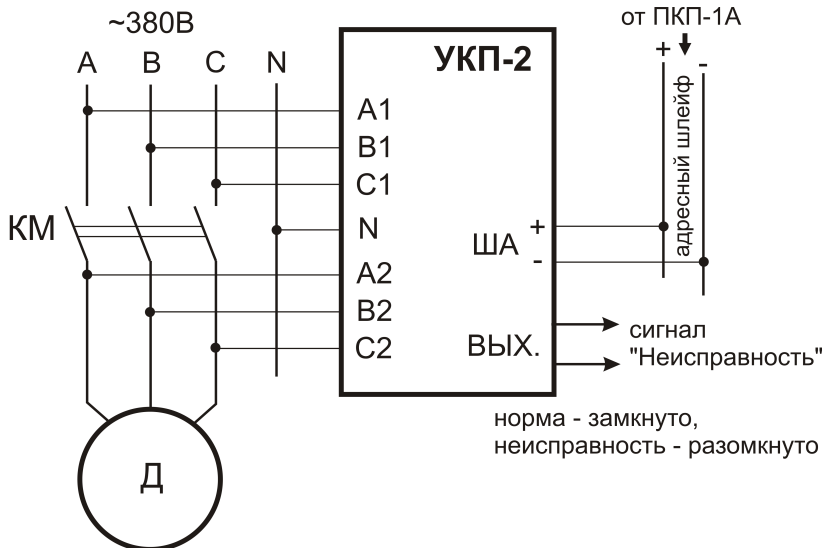 ~380В
A B C N
УКП-2
от ПКП-1А
+ -
адресный шлейф
A1
B1
C1
N
A2
B2
C2
КМ
ША + -
ВЫХ.
сигнал
"Неисправность"
норма - замкнуто,
неисправность - разомкнуто
Д